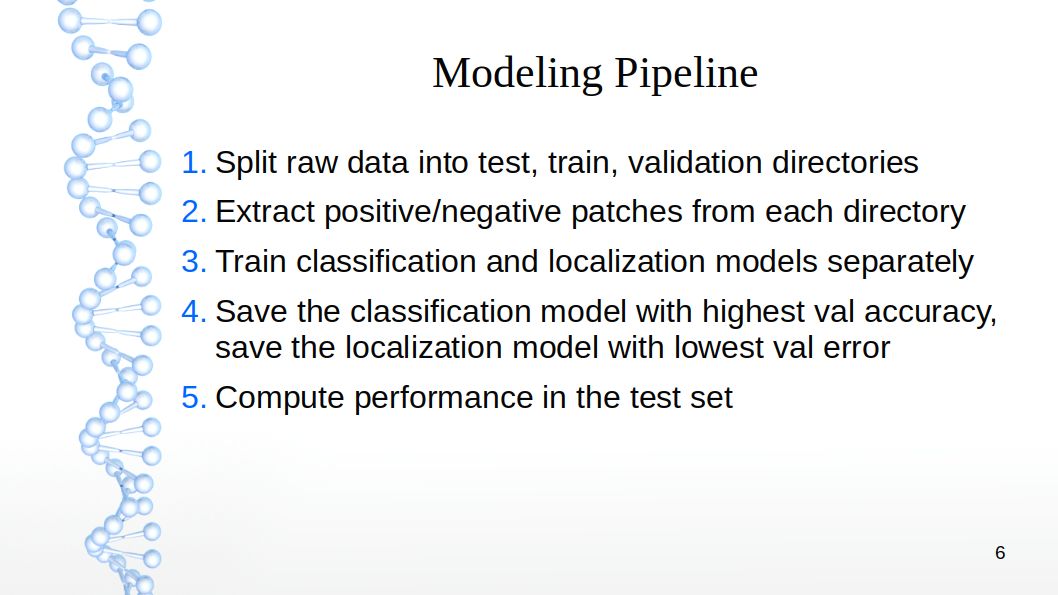 Modeling Pipeline
1. Split raw data into test, train, validation directories
2. Extract positive/negative patches from each directory
3. Train classification and localization models separately
4. Save the classification model with highest val accuracy,
save the localization model with lowest val error
5. Compute performance in the test set
6